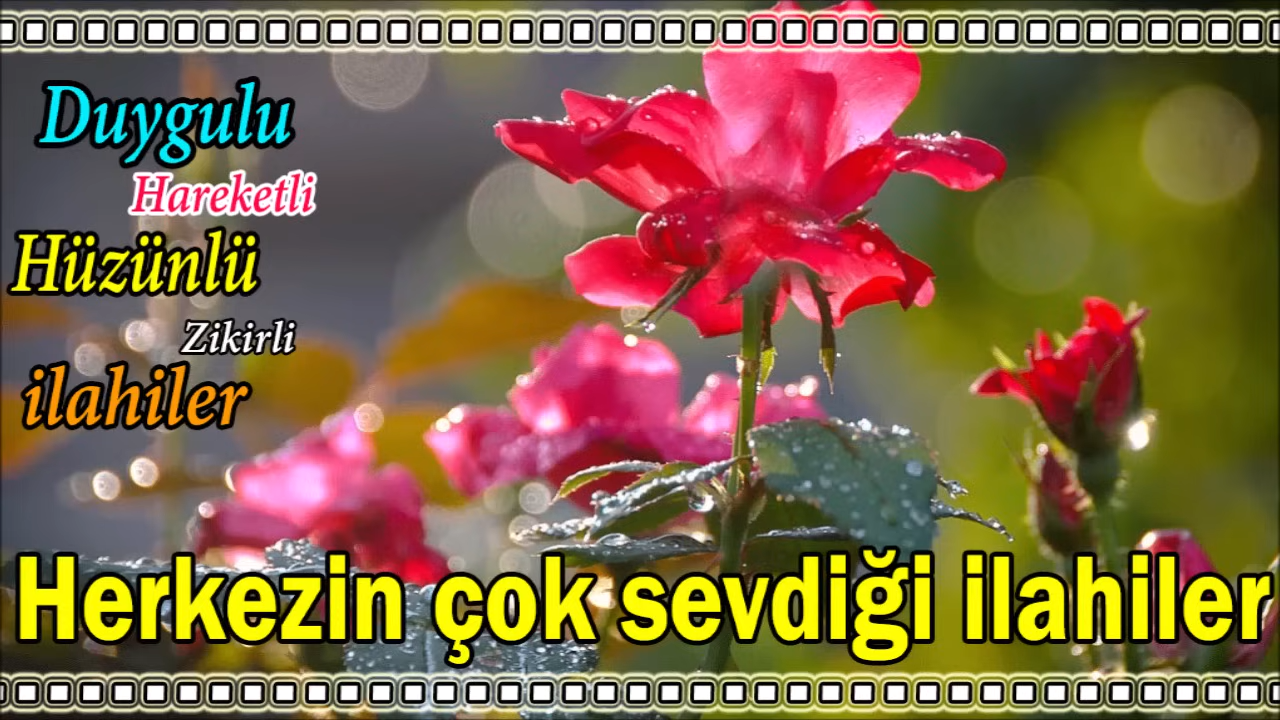 Duygulu
Hareketli
Hüzünlü
Zikirli
ilahiler
Herkezin çok sevdiği ilahiler